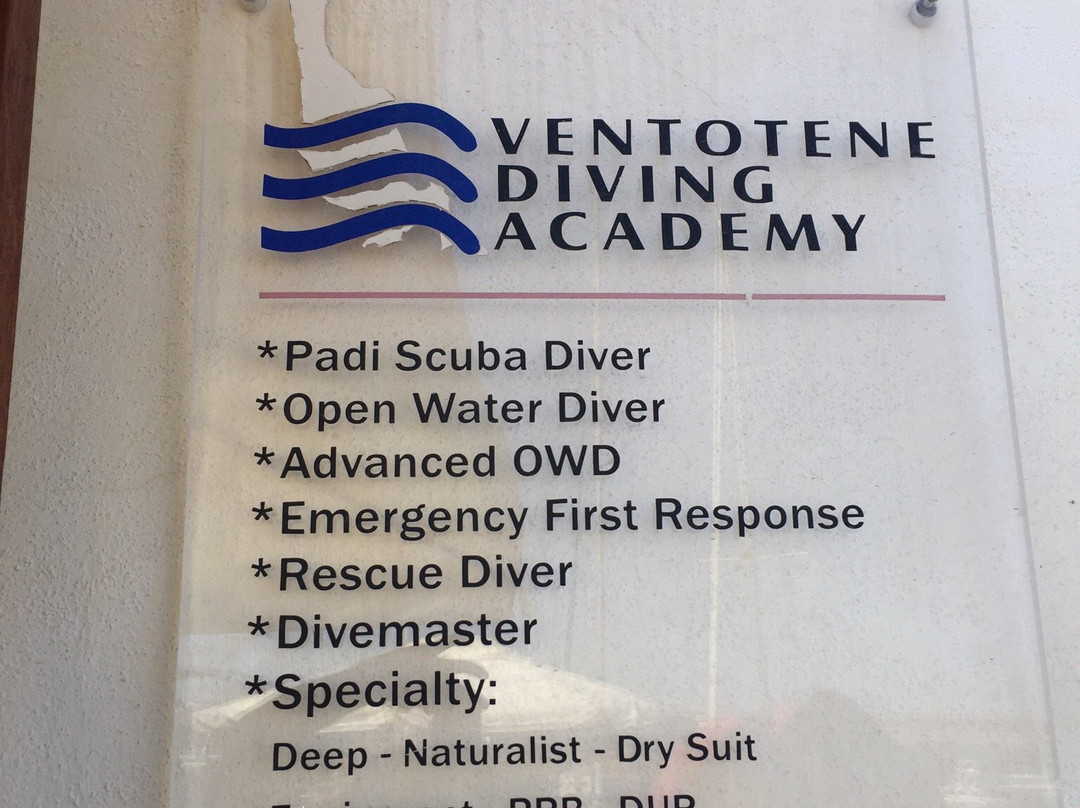 VENTOTENE
DIVING
ACADEMY
*Padi Scuba Diver
*Open Water Diver
*Advanced OWD
*Emergency First Response
*Rescue Diver
*Divemaster
*Specialty:
Deep - Naturalist - Dry Suit